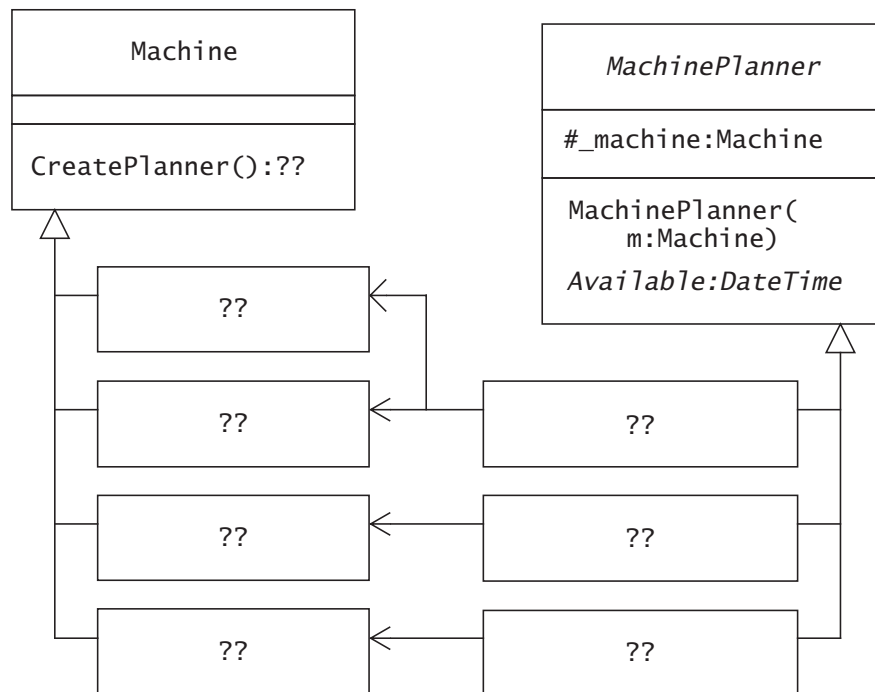 Machine
CreatePlanner():??
MachinePlanner
#_machine:Machine
MachinePlanner(
m:Machine)
Available:DateTime
??
??
??
??
??
??
??